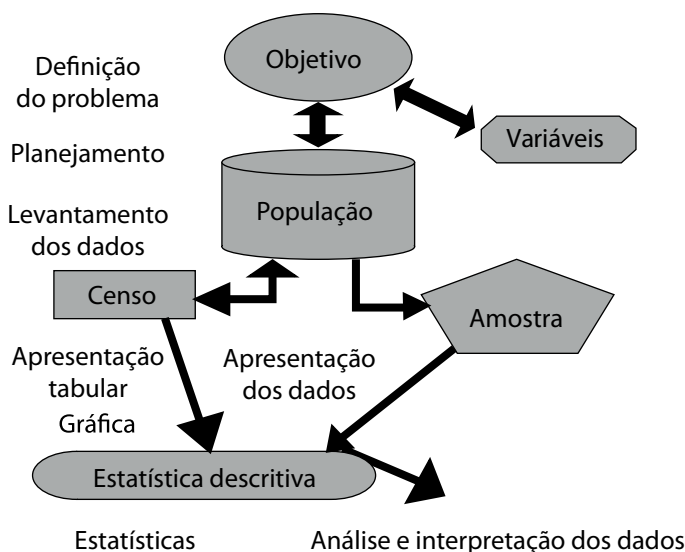 Objetivo
Definição
do problema
Variáveis
Planejamento
População
Levantamento
dos dados
Censo
Amostra
Apresentação
tabular
Gráfica
Apresentação
dos dados
Estatística descritiva
Estatísticas
Análise e interpretação dos dados